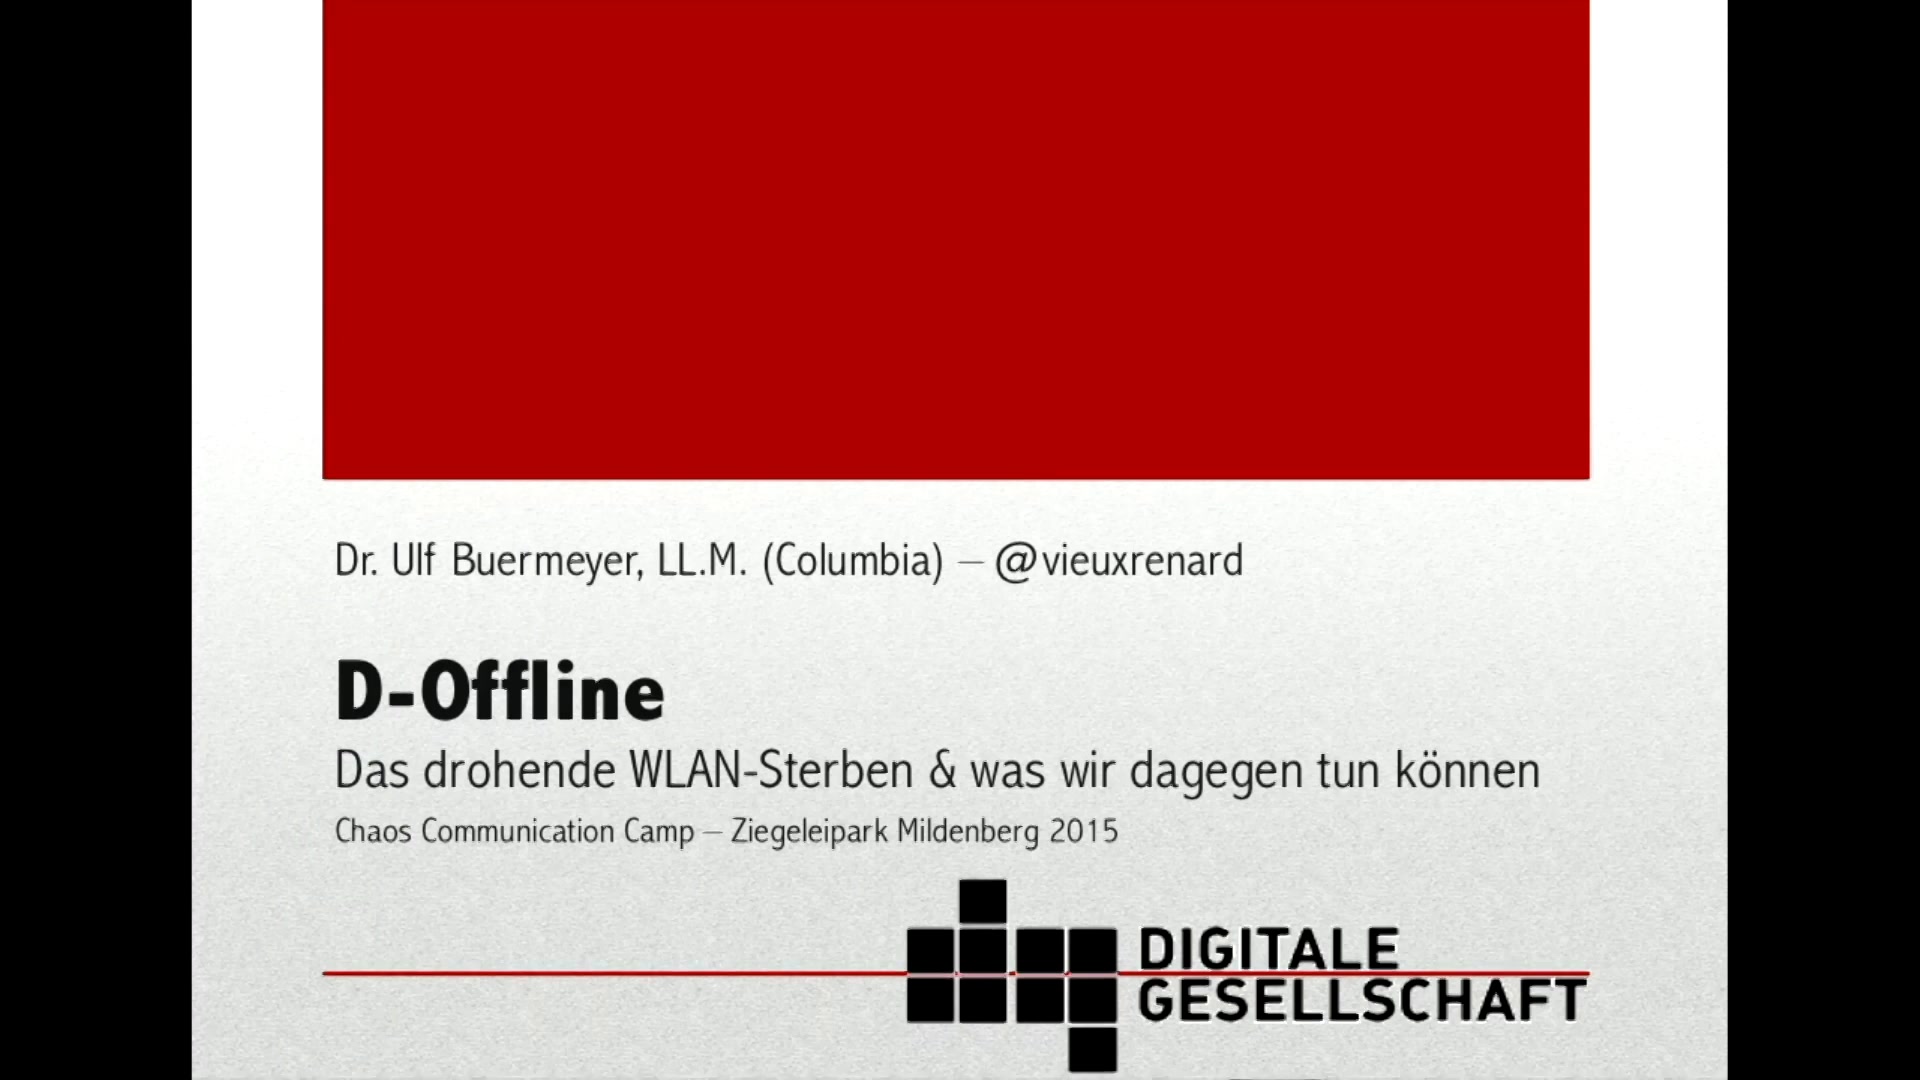 Dr. Ulf Buermeyer, LL.M. (Columbia) – @vieuxrenard
D-Offline
Das drohende WLAN-Sterben & was wir dagegen tun können
Chaos Communication Camp – Ziegeleipark Mildenberg 2015
DIGITALE
GESELLSCHAFT